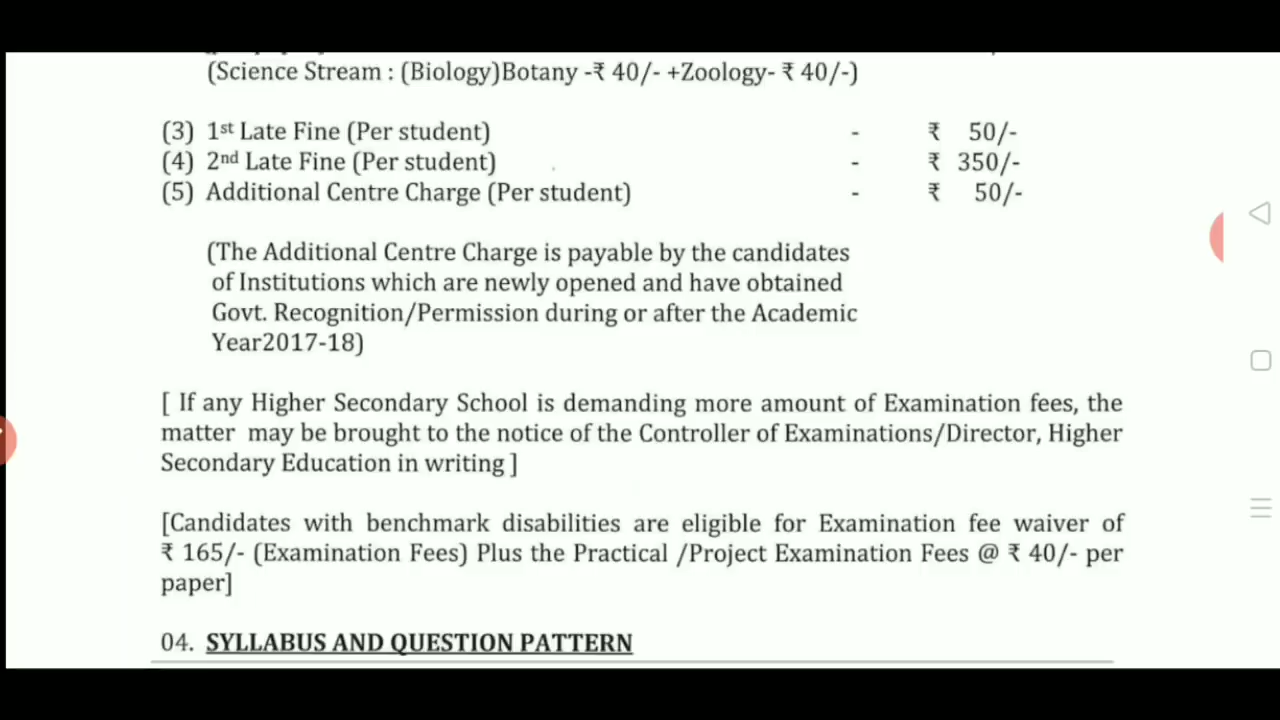 (Science Stream : (Biology)Botany -₹ 40/- +Zoology- ₹ 40/-)
(3) 1st Late Fine (Per student) - ₹ 50/-
(4) 2nd Late Fine (Per student) - ₹ 350/-
(5) Additional Centre Charge (Per student) - ₹ 50/-
(The Additional Centre Charge is payable by the candidates
of Institutions which are newly opened and have obtained
Govt. Recognition/Permission during or after the Academic
Year2017-18)
[ If any Higher Secondary School is demanding more amount of Examination fees, the
matter may be brought to the notice of the Controller of Examinations/Director, Higher
Secondary Education in writing ]
[Candidates with benchmark disabilities are eligible for Examination fee waiver of
₹ 165/- (Examination Fees) Plus the Practical /Project Examination Fees @ ₹ 40/- per
paper]
04. SYLLABUS AND QUESTION PATTERN